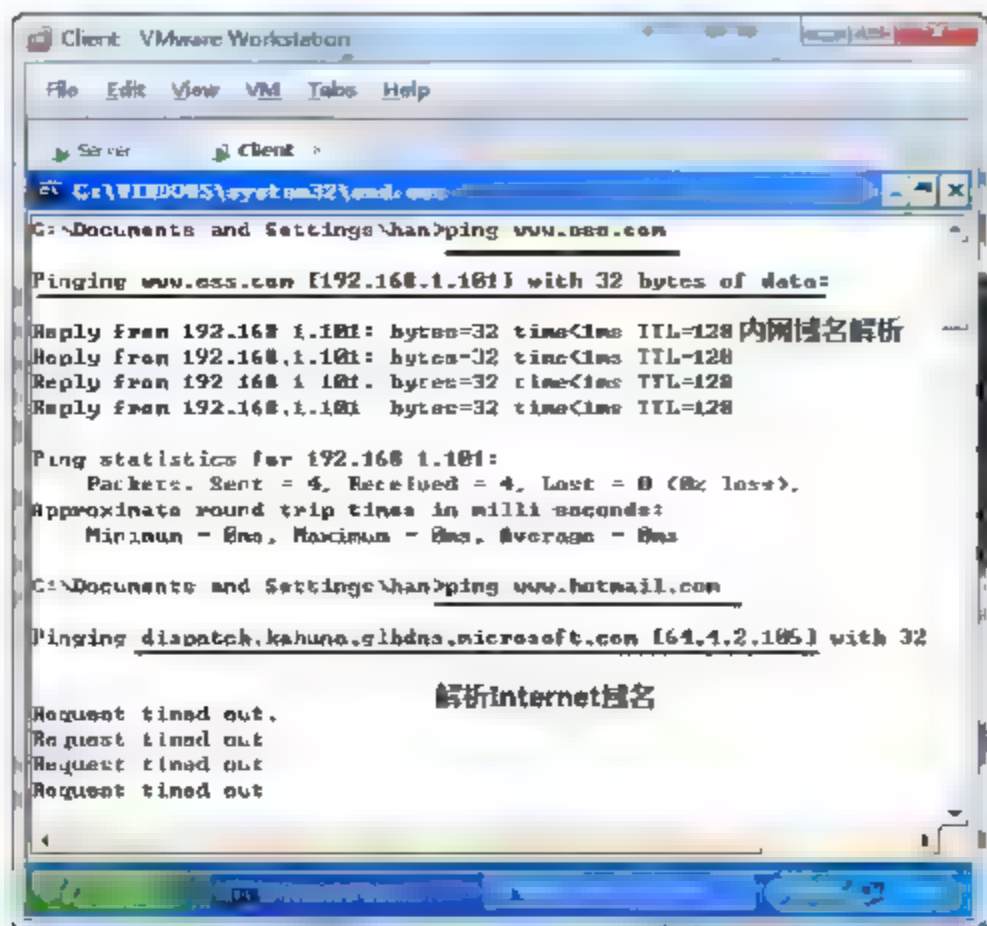 Client VMware Workstation
File Edit View VM Tabs Help
Server Client ×
C:\WINDOWS\system32\cmd.exe
C:\Documents and Settings\han>ping www.ess.com
Pinging www.ess.com [192.168.1.101] with 32 bytes of data:
Reply from 192.168.1.101: bytes=32 time<1ms TTL=128 内网域名解析
Reply from 192.168.1.101: bytes=32 time<1ms TTL=128
Reply from 192.168.1.101: bytes=32 time<1ms TTL=128
Reply from 192.168.1.101: bytes=32 time<1ms TTL=128
Ping statistics for 192.168.1.101:
Packets: Sent = 4, Received = 4, Lost = 0 (0% loss),
Approximate round trip times in milli-seconds:
Minimum = 0ms, Maximum = 0ms, Average = 0ms
C:\Documents and Settings\han>ping www.hotmail.com
Pinging dispatch.kahuna.glbdns.microsoft.com [64.4.2.105] with 32
解析Internet域名
Request timed out.
Request timed out.
Request timed out.
Request timed out.